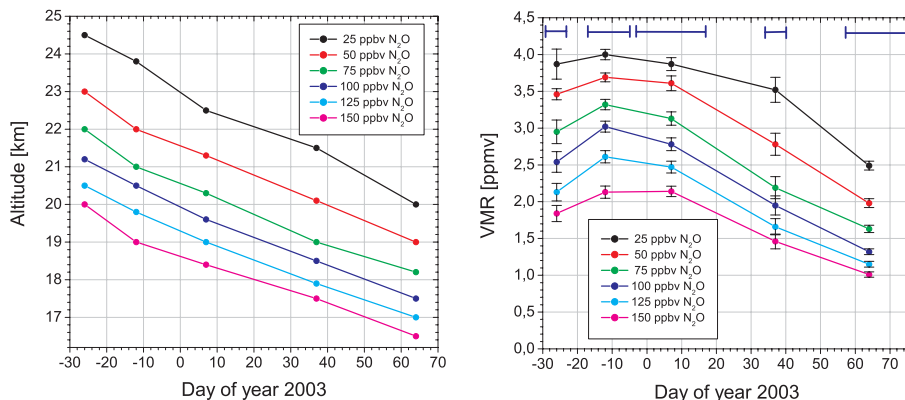 25
24
23
22
21
20
19
18
17
Altitude [km]
-30 -20 -10 0 10 20 30 40 50 60 70
Day of year 2003
25 ppbv N₂O
50 ppbv N₂O
75 ppbv N₂O
100 ppbv N₂O
125 ppbv N₂O
150 ppbv N₂O
4,5
4,0
3,5
3,0
2,5
2,0
1,5
1,0
0,5
0,0
VMR [ppmv]
-30 -20 -10 0 10 20 30 40 50 60 70
Day of year 2003
25 ppbv N₂O
50 ppbv N₂O
75 ppbv N₂O
100 ppbv N₂O
125 ppbv N₂O
150 ppbv N₂O